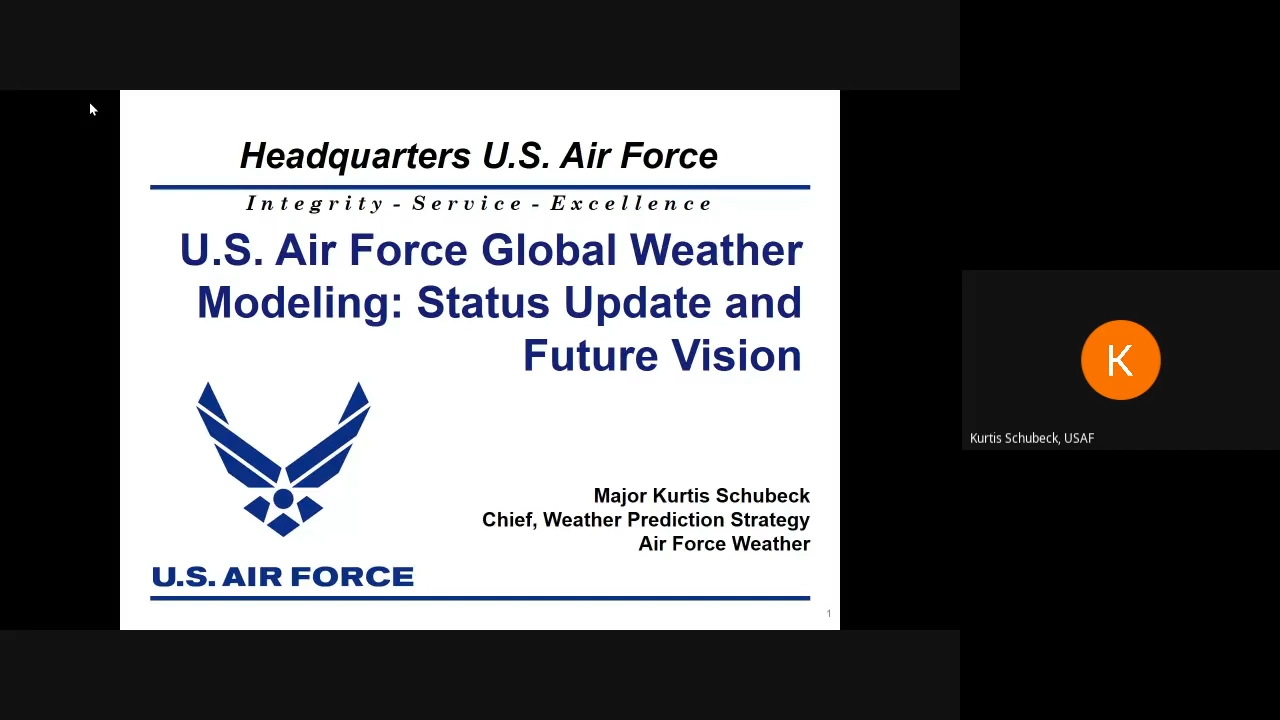 Headquarters U.S. Air Force
Integrity - Service - Excellence
U.S. Air Force Global Weather
Modeling: Status Update and
Future Vision
Major Kurtis Schubeck
Chief, Weather Prediction Strategy
Air Force Weather
U.S. AIR FORCE
1
K
Kurtis Schubeck, USAF